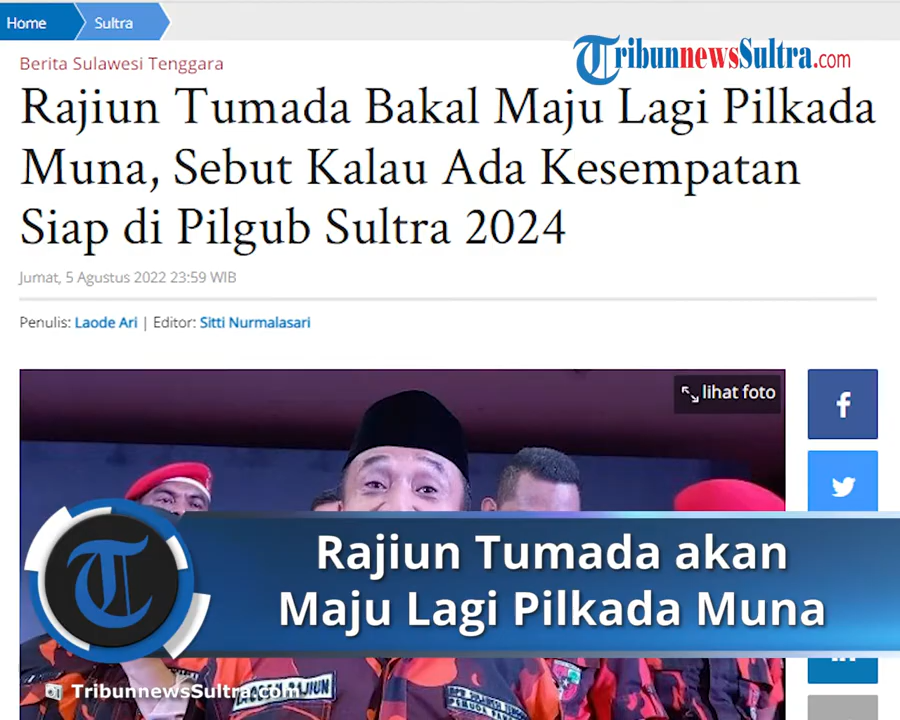 Home
Sultra
Berita Sulawesi Tenggara
TribunnewsSultra.com
Rajiun Tumada Bakal Maju Lagi Pilkada
Muna, Sebut Kalau Ada Kesempatan
Siap di Pilgub Sultra 2024
Jumat, 5 Agustus 2022 23:59 WIB
Penulis: Laode Ari | Editor: Sitti Nurmalasari
lihat foto
Rajiun Tumada akan
Maju Lagi Pilkada Muna
TribunnewsSultra.com